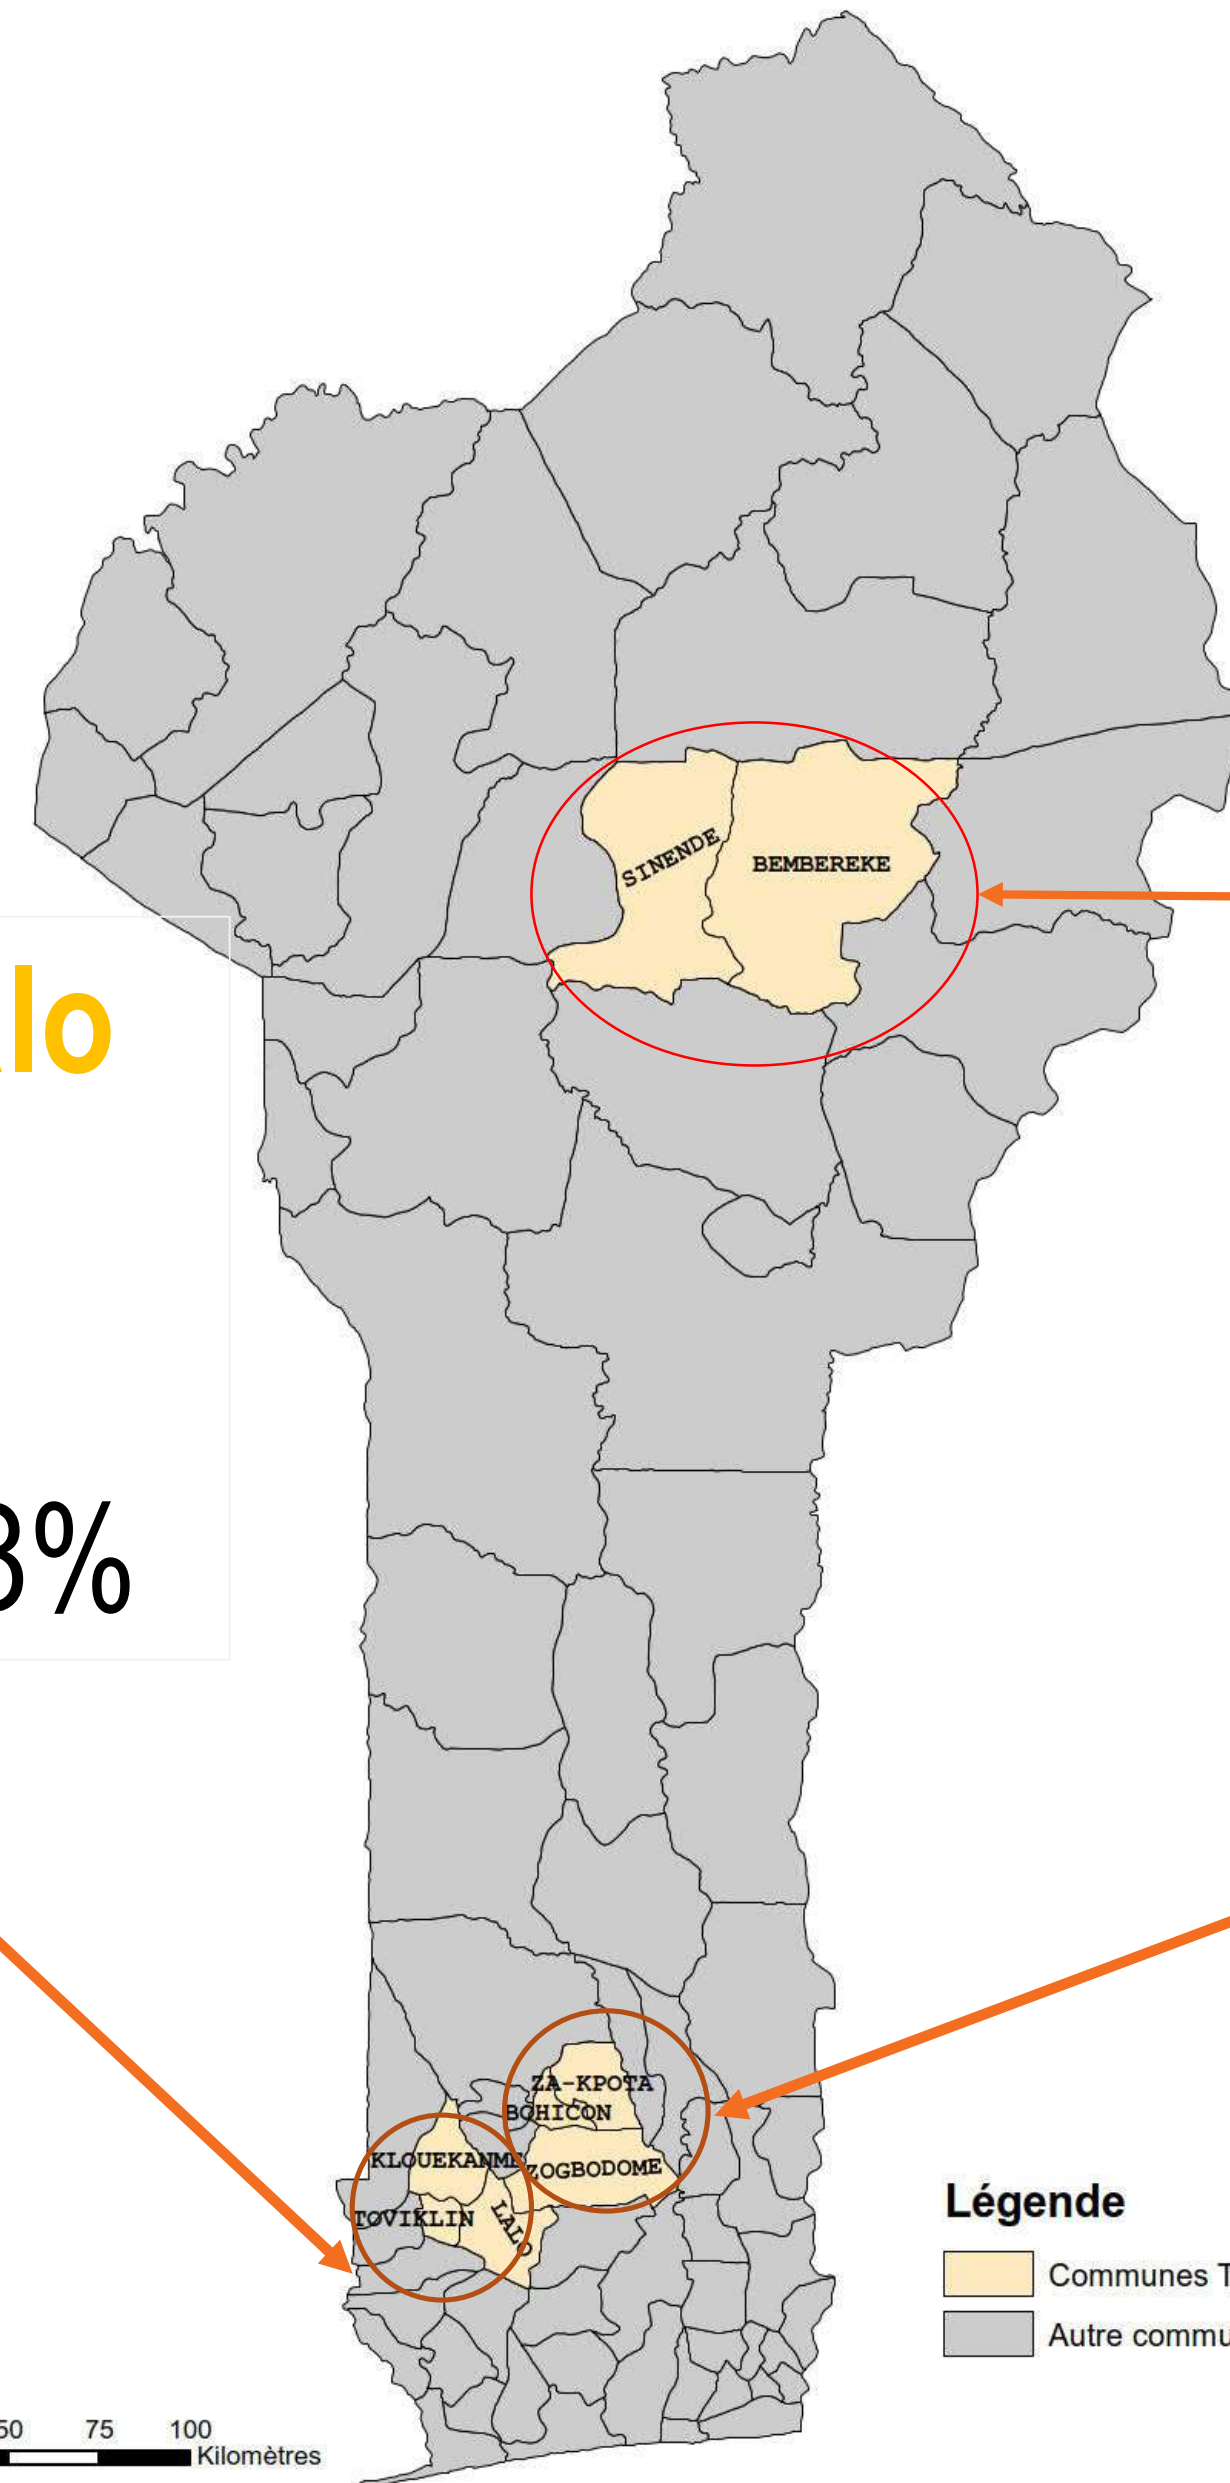 SINENDE
BEMBEREKE
lo
3%
ZA-KPOTA
BOHICON
KLOUEKANME
ZOGBODOME
TOVIKLIN
LALO
Légende
Communes T
Autre commu
50 75 100
Kilomètres